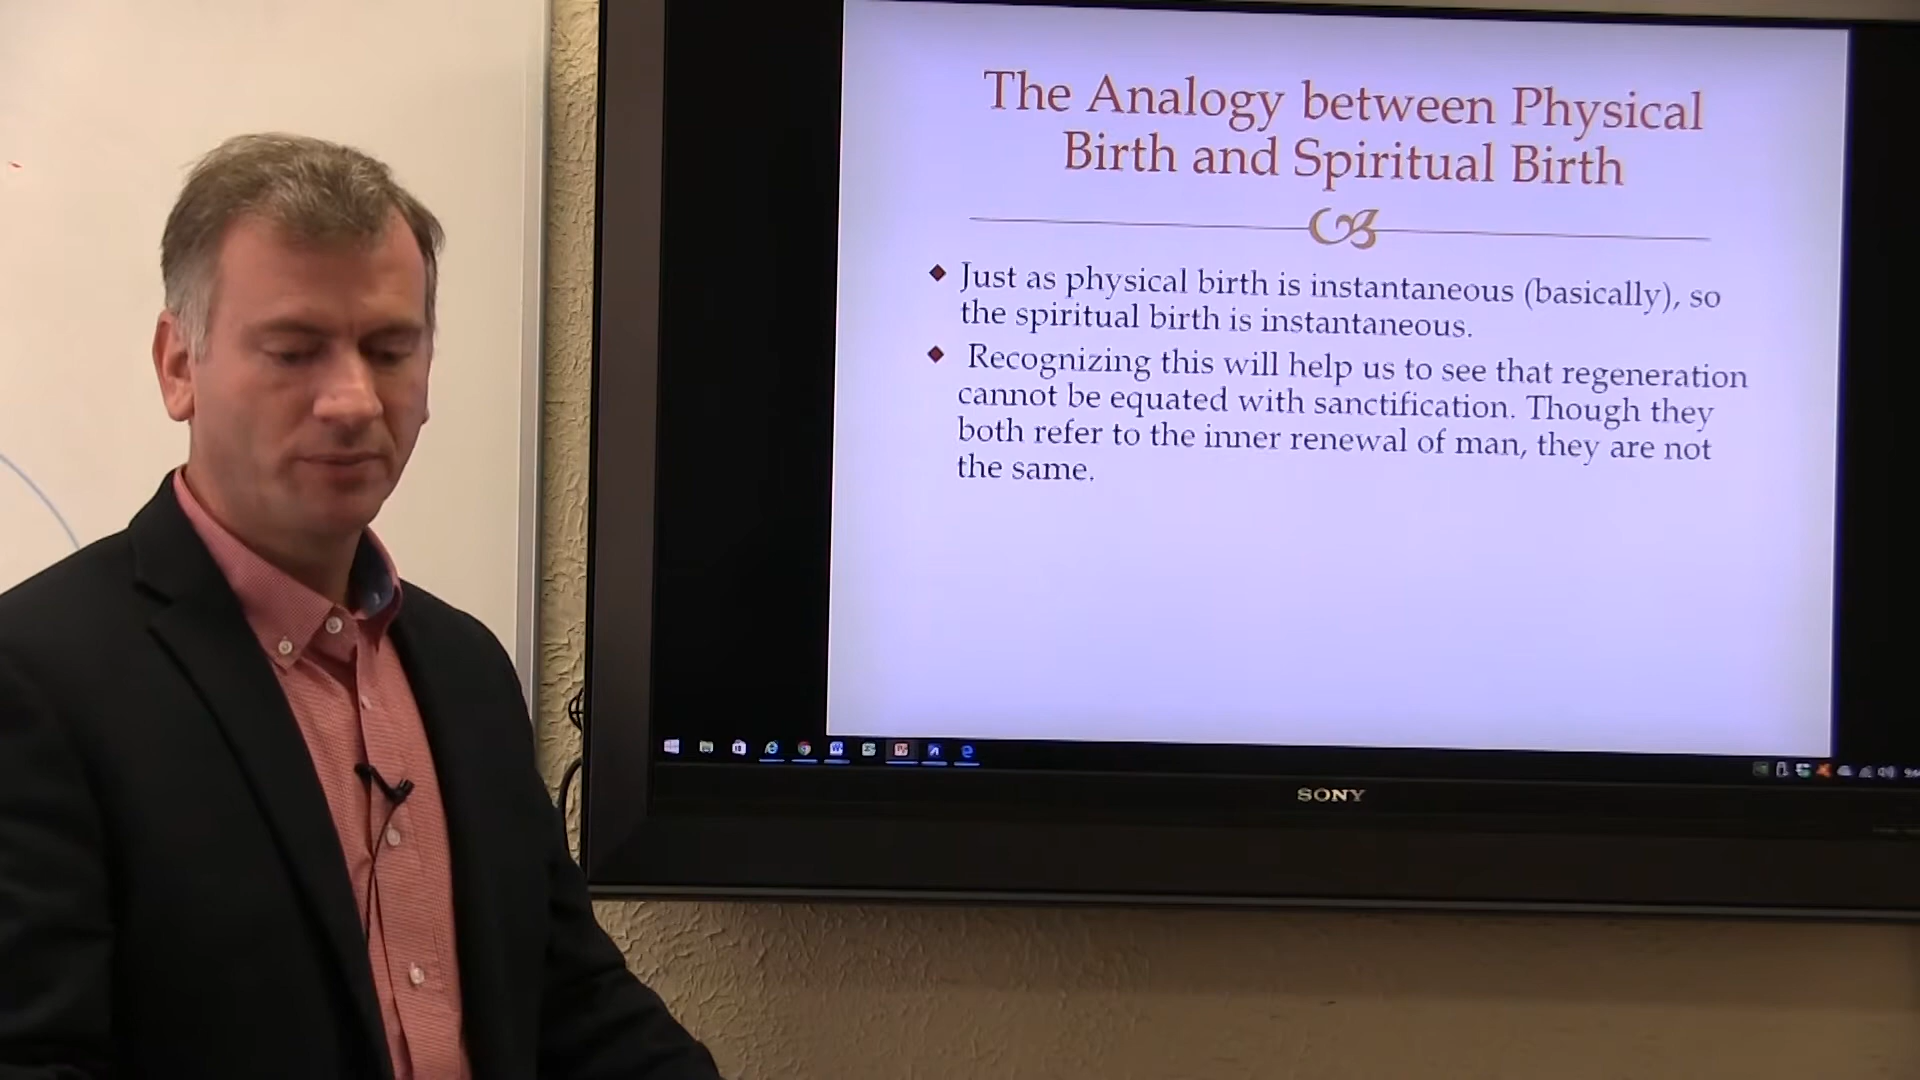 The Analogy between Physical
Birth and Spiritual Birth
Just as physical birth is instantaneous (basically), so
the spiritual birth is instantaneous.
Recognizing this will help us to see that regeneration
cannot be equated with sanctification. Though they
both refer to the inner renewal of man, they are not
the same.
SONY